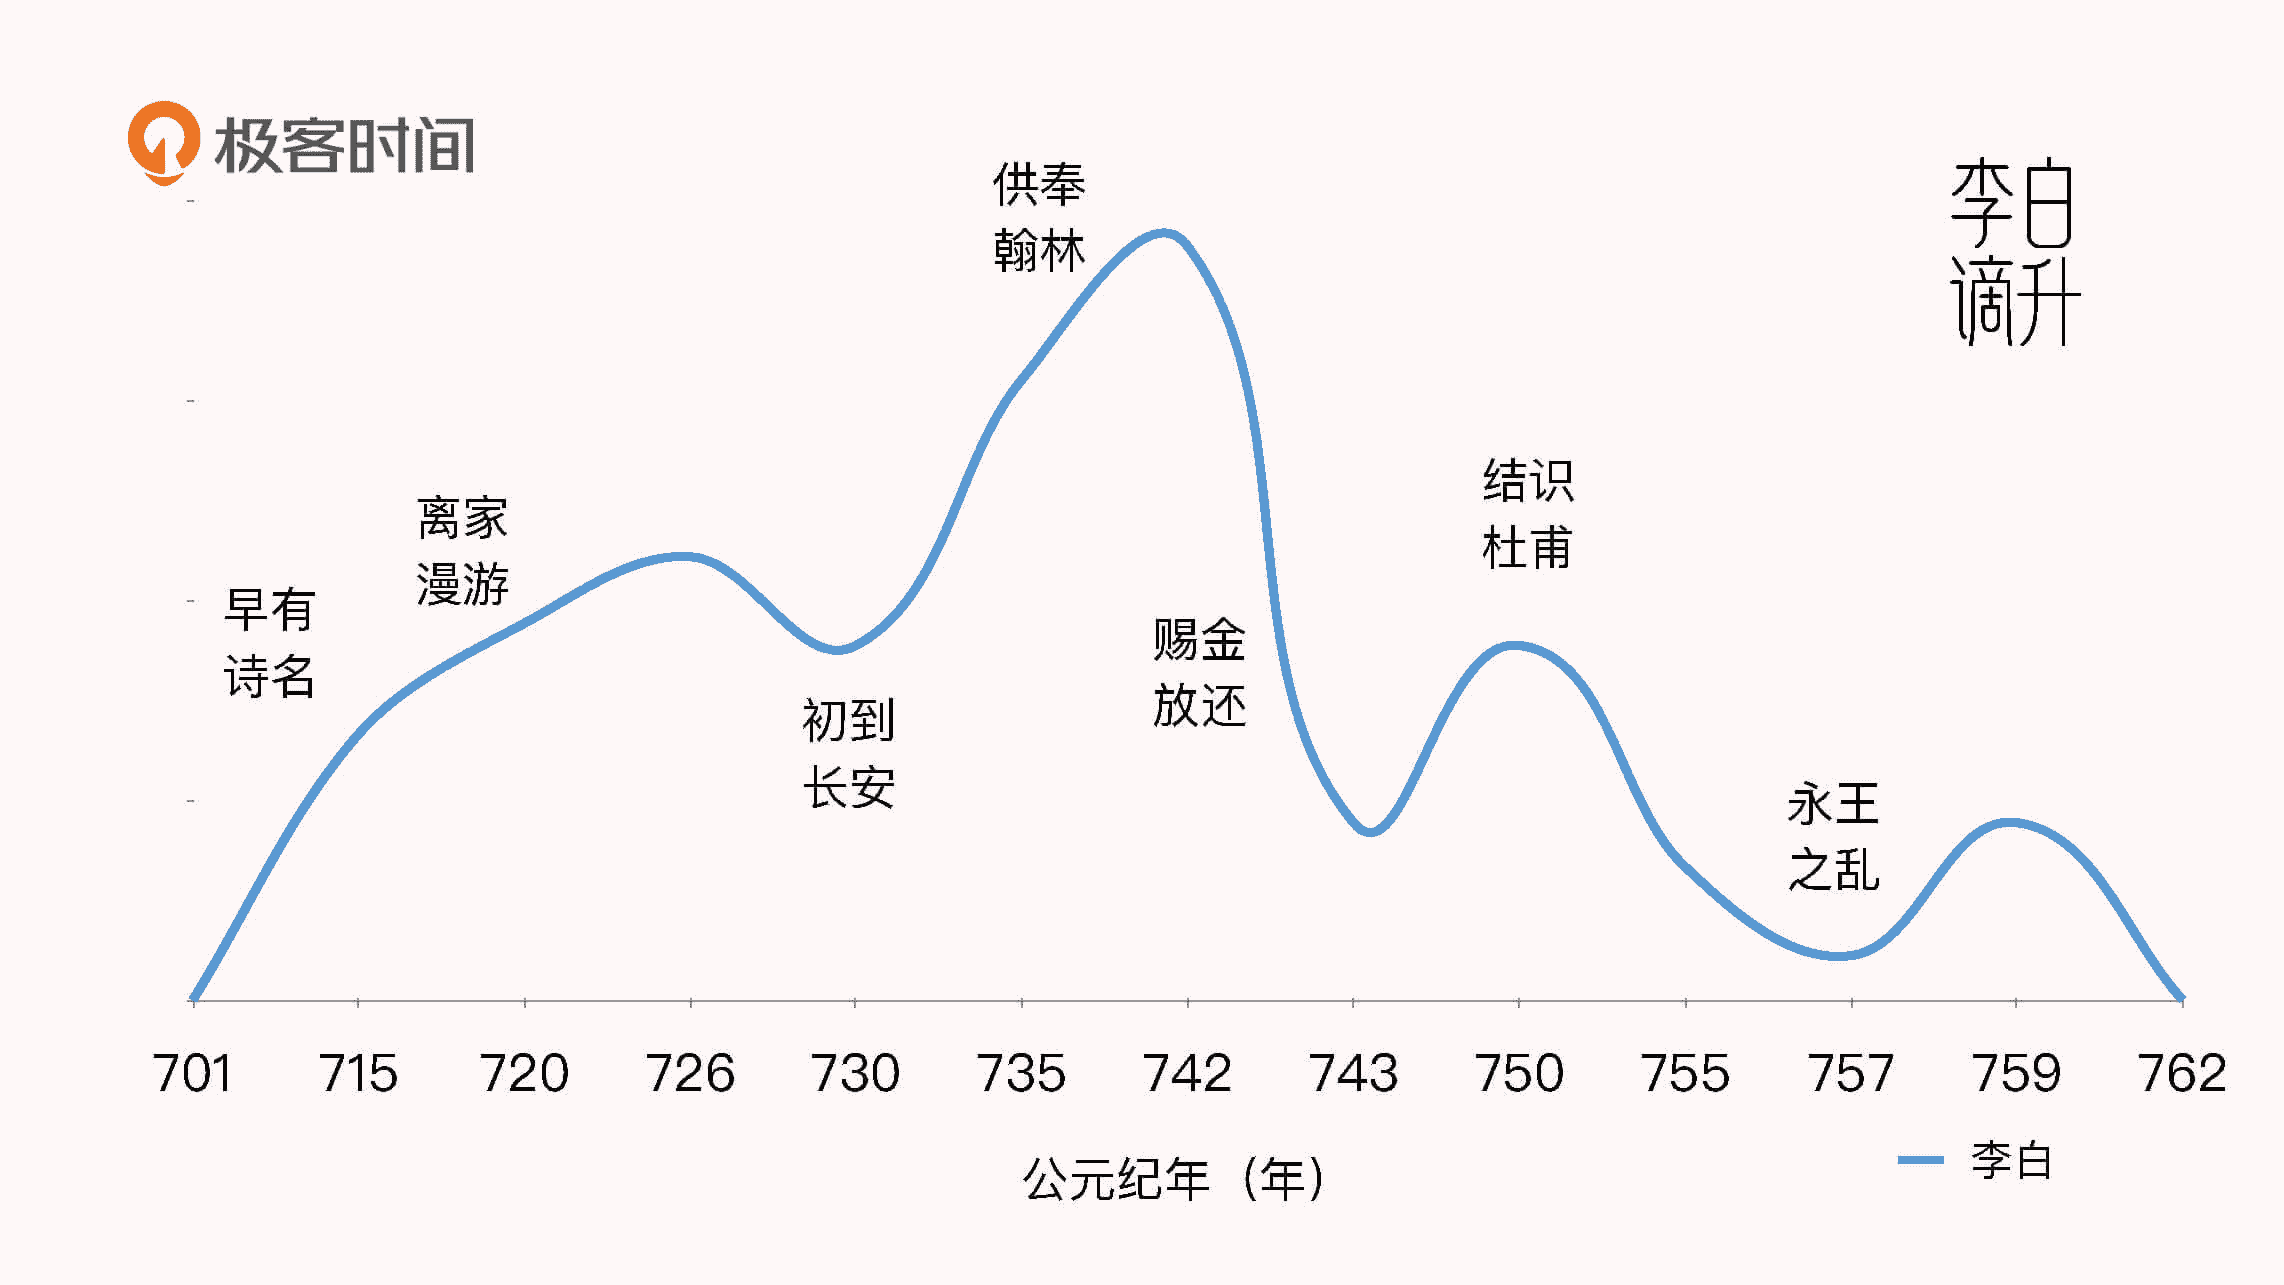 极客时间
李白
谪升
供奉
翰林
结识
杜甫
离家
漫游
早有
诗名
赐金
放还
初到
长安
永王
之乱
701 715 720 726 730 735 742 743 750 755 757 759 762
公元纪年（年）
李白